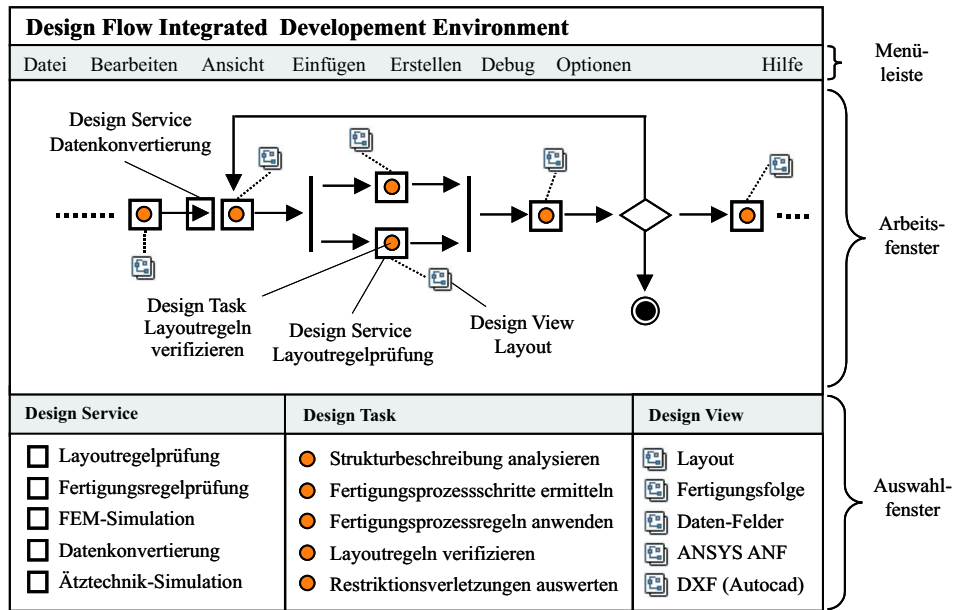 Design Flow Integrated Developement Environment
Datei Bearbeiten Ansicht Einfügen Erstellen Debug Optionen Hilfe
Menü-
leiste
Design Service
Datenkonvertierung
Arbeits-
fenster
Design Task
Layoutregeln
verifizieren
Design Service
Layoutregelprüfung
Design View
Layout
Design Service
Layoutregelprüfung
Fertigungsregelprüfung
FEM-Simulation
Datenkonvertierung
Ätztechnik-Simulation
Design Task
Strukturbeschreibung analysieren
Fertigungsprozessschritte ermitteln
Fertigungsprozessregeln anwenden
Layoutregeln verifizieren
Restriktionsverletzungen auswerten
Design View
Layout
Fertigungsfolge
Daten-Felder
ANSYS ANF
DXF (Autocad)
Auswahl-
fenster